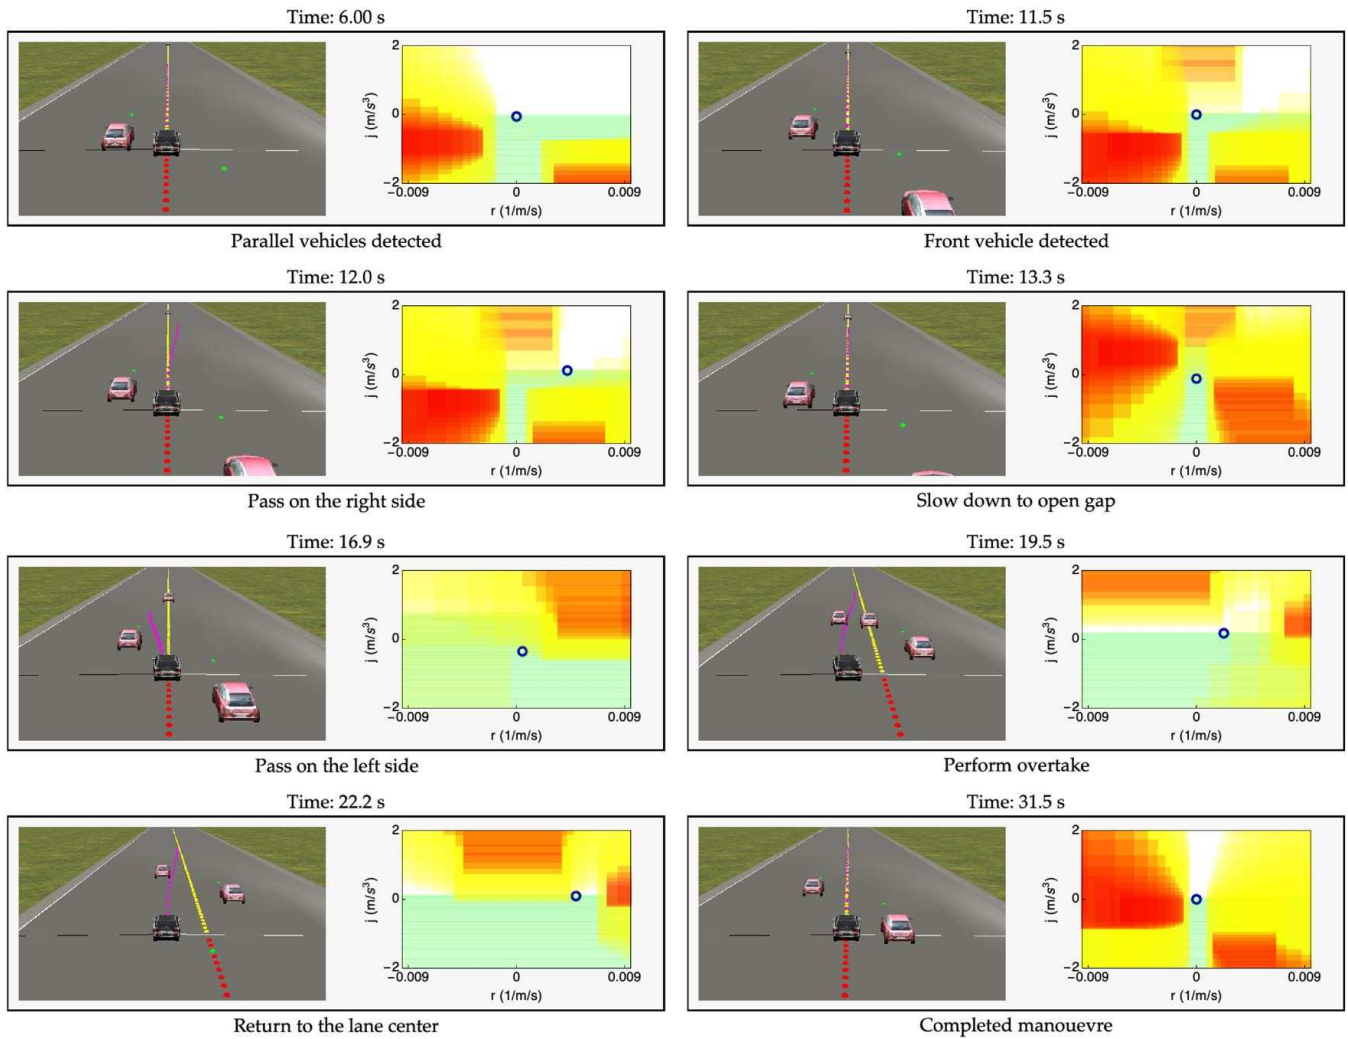 Time: 6.00 s
2
0
−2
j (m/s³)
−0.009
0
0.009
r (1/m/s)
Parallel vehicles detected
Time: 11.5 s
2
0
−2
j (m/s³)
−0.009
0
0.009
r (1/m/s)
Front vehicle detected
Time: 12.0 s
2
0
−2
j (m/s³)
−0.009
0
0.009
r (1/m/s)
Pass on the right side
Time: 13.3 s
2
0
−2
j (m/s³)
−0.009
0
0.009
r (1/m/s)
Slow down to open gap
Time: 16.9 s
2
0
−2
j (m/s³)
−0.009
0
0.009
r (1/m/s)
Pass on the left side
Time: 19.5 s
2
0
−2
j (m/s³)
−0.009
0
0.009
r (1/m/s)
Perform overtake
Time: 22.2 s
2
0
−2
j (m/s³)
−0.009
0
0.009
r (1/m/s)
Return to the lane center
Time: 31.5 s
2
0
−2
j (m/s³)
−0.009
0
0.009
r (1/m/s)
Completed manouevre